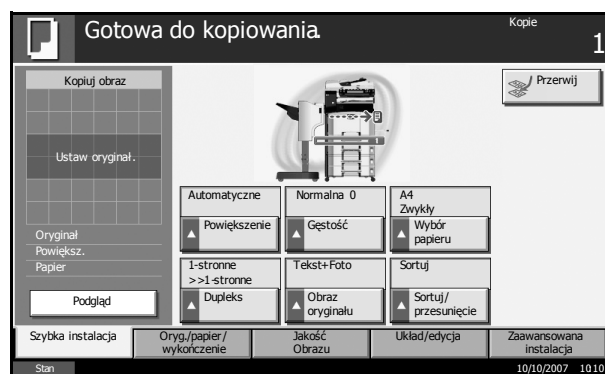 Gotowa do kopiowania.
Kopie
1
Kopiuj obraz
Ustaw oryginał.
Oryginał
Powiększ.
Papier
Podgląd
Przerwij
Automatyczne
Powiększenie
Normalna 0
Gęstość
A4
Zwykły
Wybór
papieru
1-stronne
>>1-stronne
Dupleks
Tekst+Foto
Obraz
oryginału
Sortuj
Sortuj/
przesunięcie
Szybka instalacja
Oryg./papier/
wykończenie
Jakość
Obrazu
Układ/edycja
Zaawansowana
instalacja
Stan
10/10/2007 10:10